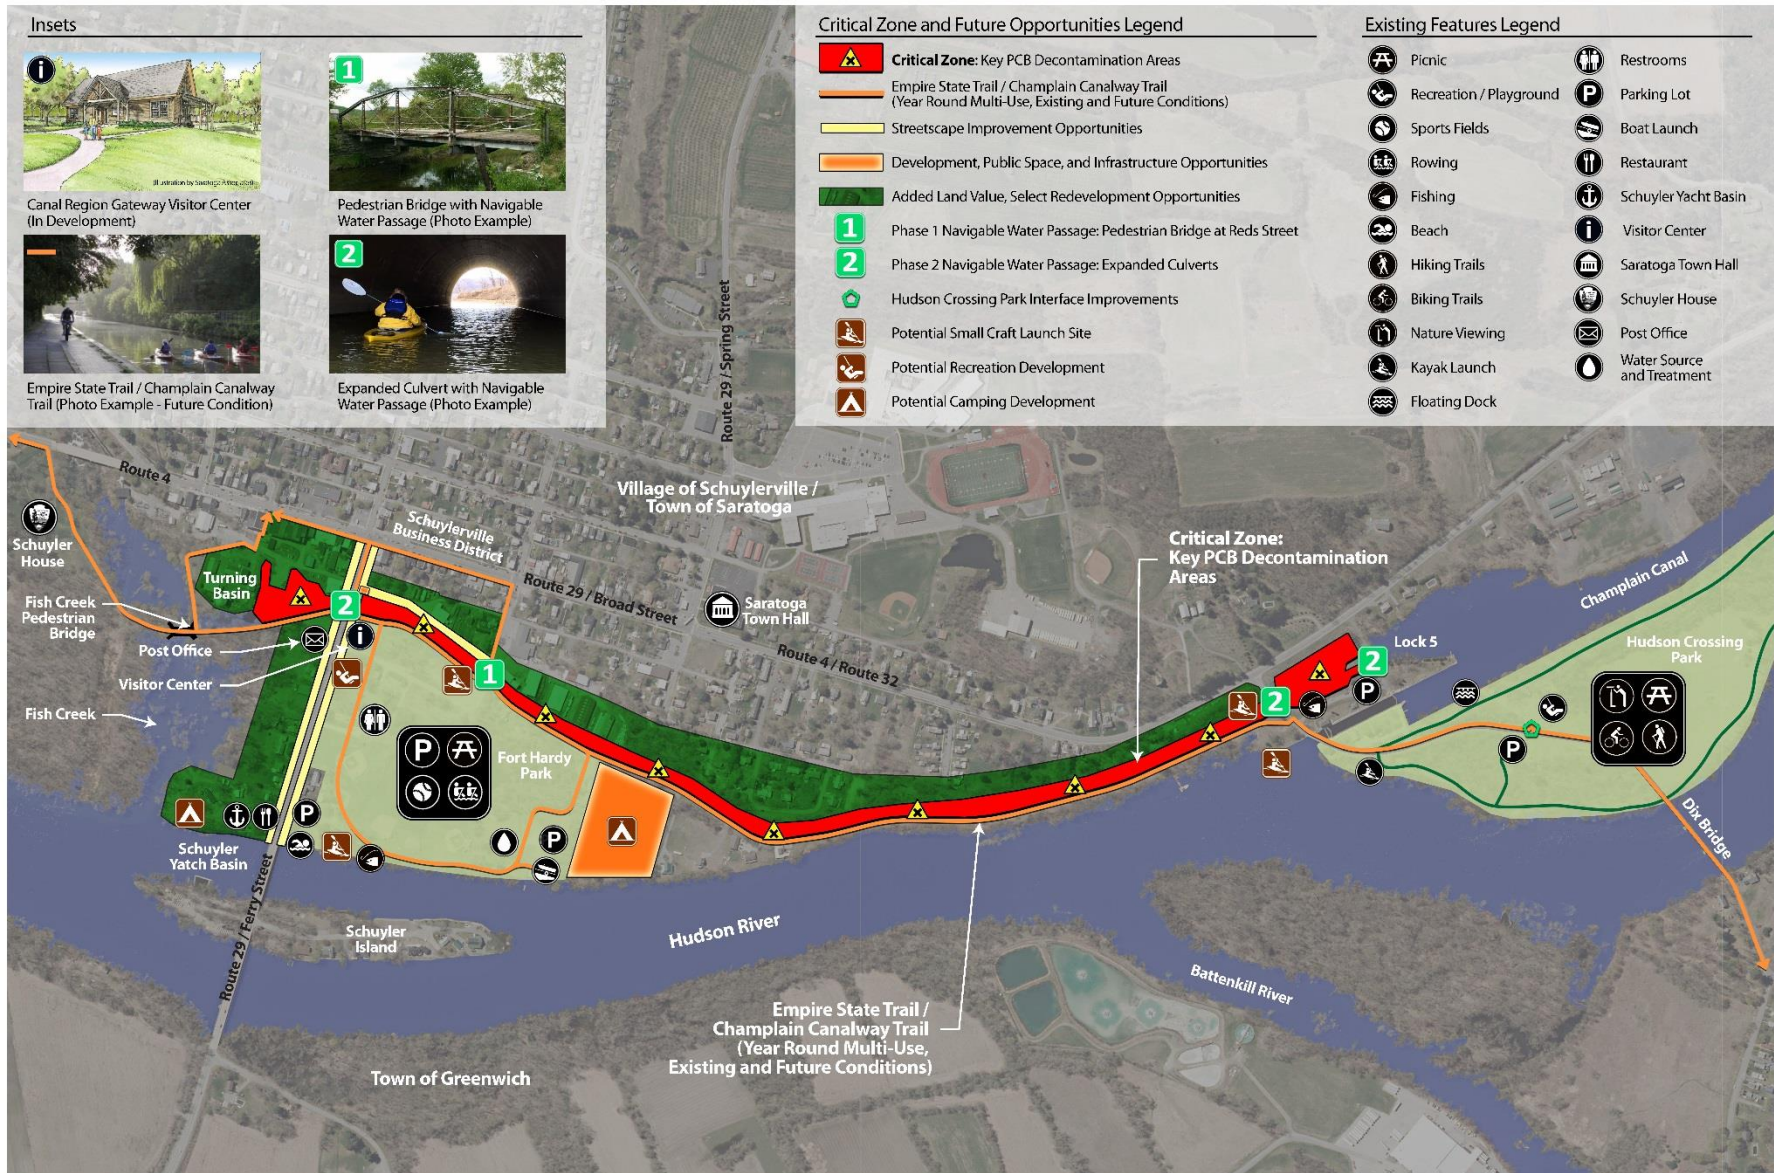 Insets
Illustration by Saratoga Associates
Canal Region Gateway Visitor Center
(In Development)
1
Pedestrian Bridge with Navigable
Water Passage (Photo Example)
Empire State Trail / Champlain Canalway
Trail (Photo Example - Future Condition)
2
Expanded Culvert with Navigable
Water Passage (Photo Example)
Critical Zone and Future Opportunities Legend
Critical Zone: Key PCB Decontamination Areas
Empire State Trail / Champlain Canalway Trail
(Year Round Multi-Use, Existing and Future Conditions)
Streetscape Improvement Opportunities
Development, Public Space, and Infrastructure Opportunities
Added Land Value, Select Redevelopment Opportunities
1 Phase 1 Navigable Water Passage: Pedestrian Bridge at Reds Street
2 Phase 2 Navigable Water Passage: Expanded Culverts
Hudson Crossing Park Interface Improvements
Potential Small Craft Launch Site
Potential Recreation Development
Potential Camping Development
Existing Features Legend
Picnic
Recreation / Playground
Sports Fields
Rowing
Fishing
Beach
Hiking Trails
Biking Trails
Nature Viewing
Kayak Launch
Floating Dock
Restrooms
P Parking Lot
Boat Launch
Restaurant
Schuyler Yacht Basin
i Visitor Center
Saratoga Town Hall
Schuyler House
Post Office
Water Source
and Treatment
Route 29 / Spring Street
Route 4
Village of Schuylerville /
Town of Saratoga
Schuylerville
Business District
Schuyler
House
Turning
Basin
Route 29 / Broad Street
Saratoga
Town Hall
Critical Zone:
Key PCB Decontamination
Areas
Champlain Canal
Fish Creek
Pedestrian
Bridge
2
Post Office
i
Visitor Center
1
Route 4 / Route 32
Lock 5
2
2
P
Hudson Crossing
Park
Fish Creek
P
Fort Hardy
Park
P
Dix Bridge
P
P
Schuyler
Yatch Basin
Route 29 / Ferry Street
Schuyler
Island
Hudson River
Battenkill River
Empire State Trail /
Champlain Canalway Trail
(Year Round Multi-Use,
Existing and Future Conditions)
Town of Greenwich